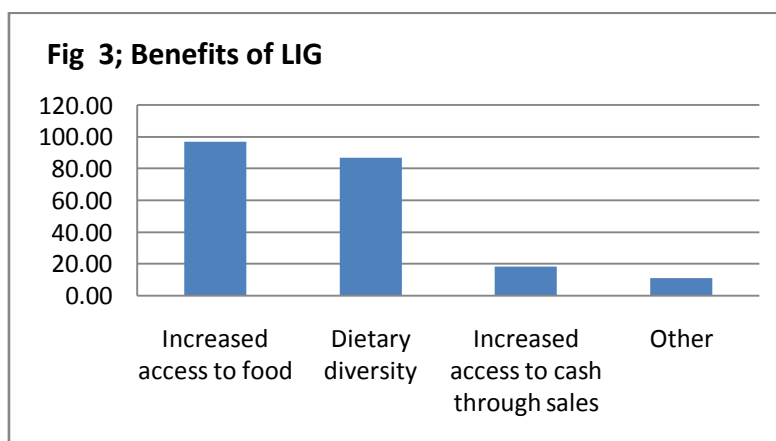 Fig  3; Benefits of LIG
120.00
100.00
80.00
60.00
40.00
20.00
0.00
Increased access to food
Dietary diversity
Increased access to cash through sales
Other